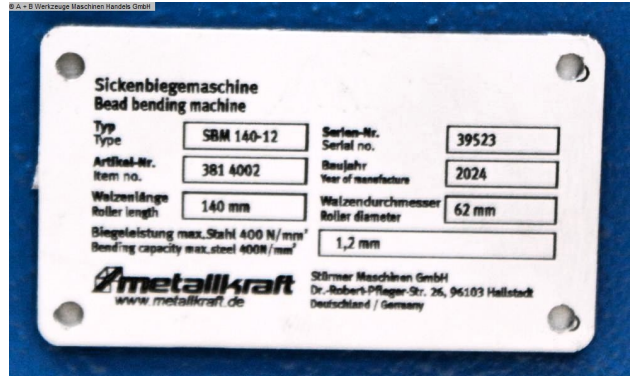 © A + B Werkzeuge Maschinen Handels GmbH
Sickenbiegemaschine
Bead bending machine
Typ
Type
SBM 140-12
Serien-Nr.
Serial no.
39523
Artikel-Nr.
Item no.
381 4002
Baujahr
Year of manufacture
2024
Walzenlänge
Roller length
140 mm
Walzendurchmesser
Roller diameter
62 mm
Biegeleistung max.Stahl 400 N/mm²
Bending capacity max.steel 400N/mm²
1,2 mm
metallkraft
www.metallkraft.de
Stürmer Maschinen GmbH
Dr.-Robert-Pfleger-Str. 26, 96103 Hallstadt
Deutschland / Germany